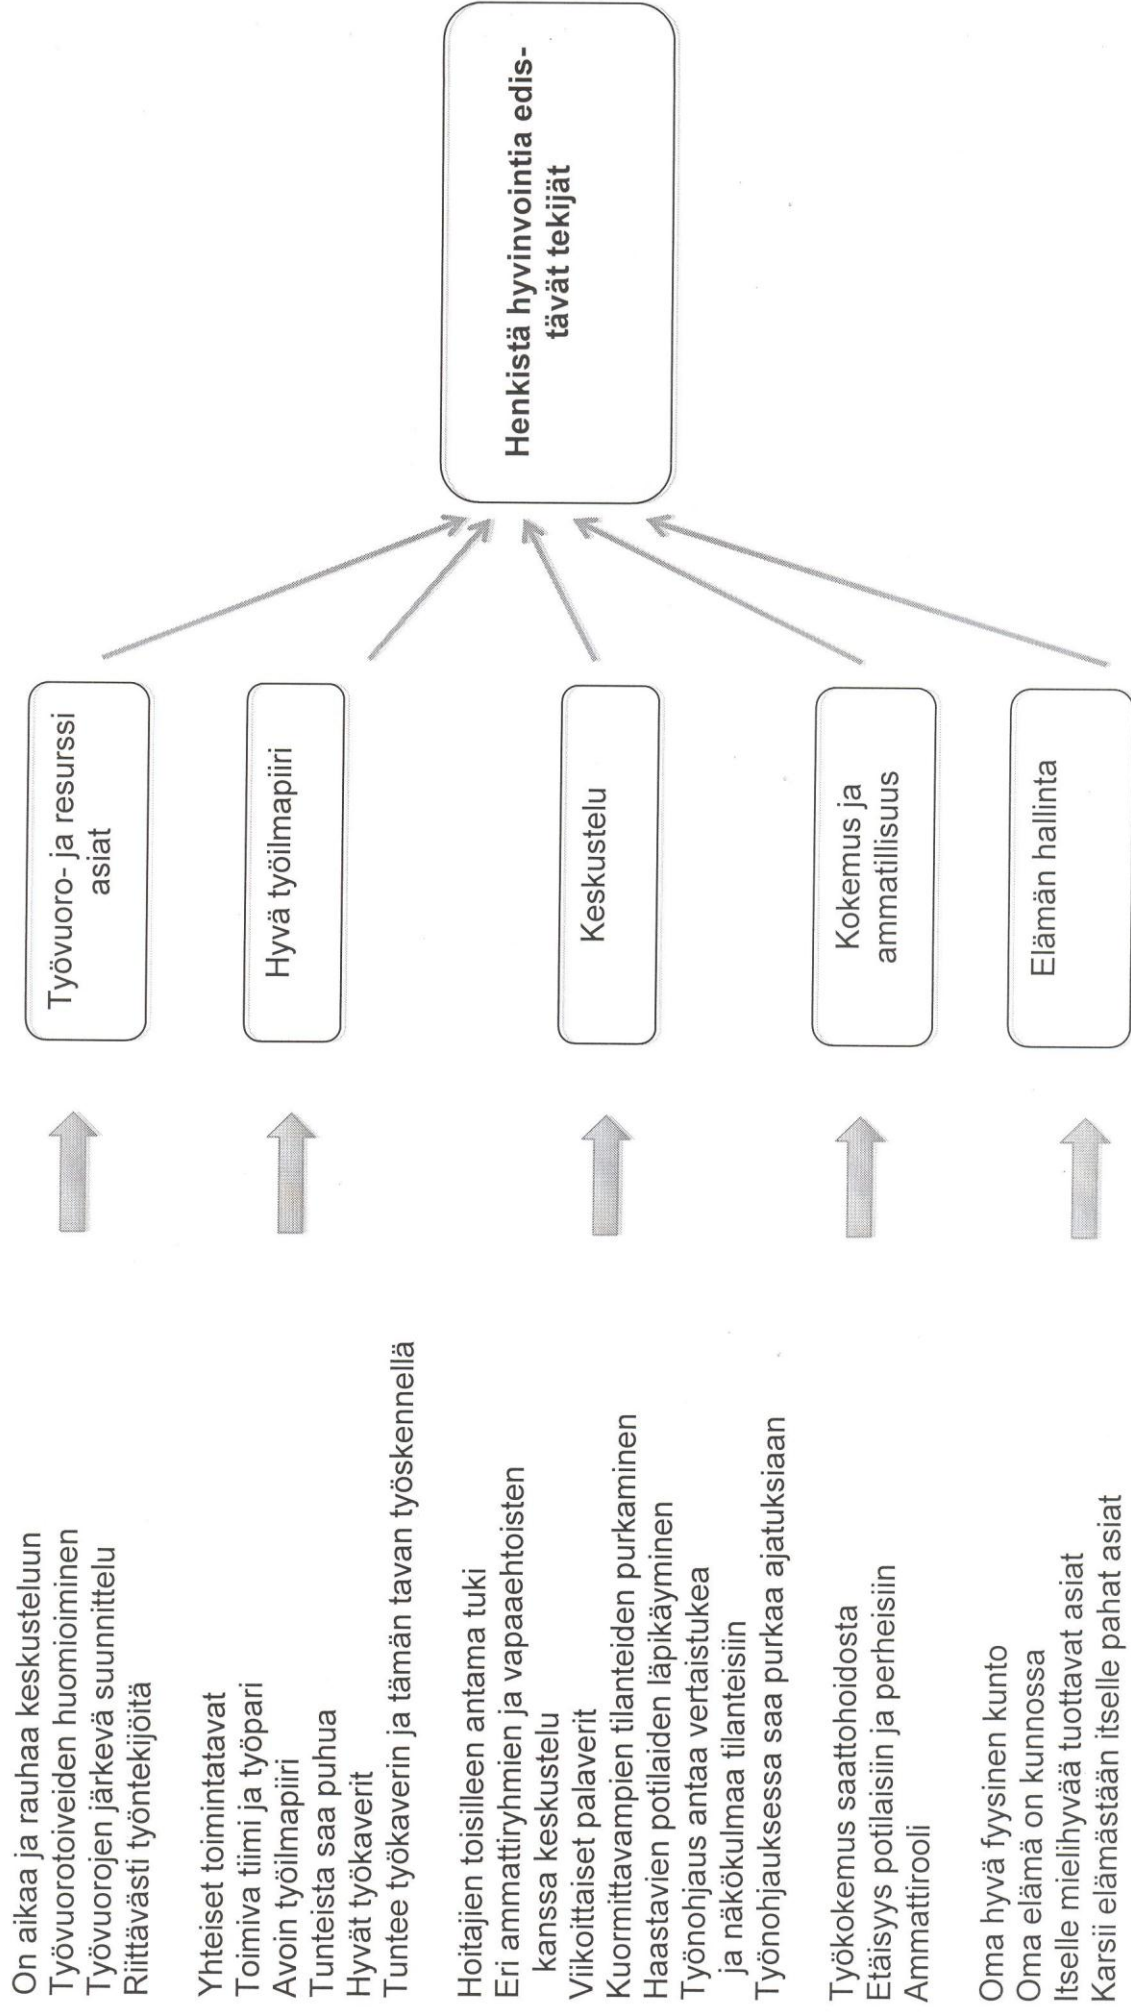 On aikaa ja rauhaa keskusteluun
Työvuorotoiveiden huomioiminen
Työvuorojen järkevä suunnittelu
Riittävästi työntekijöitä
Yhteiset toimintatavat
Toimiva tiimi ja työpari
Avoin työilmapiiri
Tunteista saa puhua
Hyvät työkaverit
Tuntee työkaverin ja tämän tavan työskennellä
Hoitajien toisilleen antama tuki
Eri ammattiryhmien ja vapaaehtoisten
kanssa keskustelu
Viikoittaiset palaverit
Kuormittavampien tilanteiden purkaminen
Haastavien potilaiden läpikäyminen
Työnohjaus antaa vertaistukea
ja näkökulmaa tilanteisiin
Työnohjauksessa saa purkaa ajatuksiaan
Työkokemus saattohoidosta
Etäisyys potilaisiin ja perheisiin
Ammattirooli
Oma hyvä fyysinen kunto
Oma elämä on kunnossa
Itselle mielihyvää tuottavat asiat
Karsii elämästään itselle pahat asiat
Työvuoro- ja resurssi
asiat
Hyvä työilmapiiri
Keskustelu
Kokemus ja
ammatillisuus
Elämän hallinta
Henkistä hyvinvointia edis-
tävät tekijät